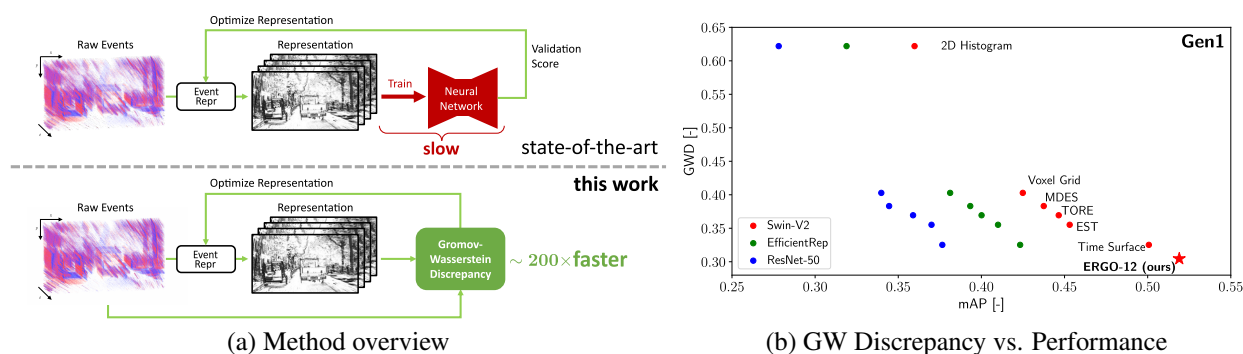 Optimize Representation
Raw Events
Representation
Validation
Score
Event
Repr
Train
Neural
Network
slow
state-of-the-art
this work
Optimize Representation
Raw Events
Representation
Event
Repr
Gromov-
Wasserstein
Discrepancy
~ 200×faster
(a) Method overview
Gen1
2D Histogram
Voxel Grid
MDES
TORE
EST
Time Surface
ERGO-12 (ours)
Swin-V2
EfficientRep
ResNet-50
GWD [-]
0.65
0.60
0.55
0.50
0.45
0.40
0.35
0.30
0.25 0.30 0.35 0.40 0.45 0.50 0.55
mAP [-]
(b) GW Discrepancy vs. Performance